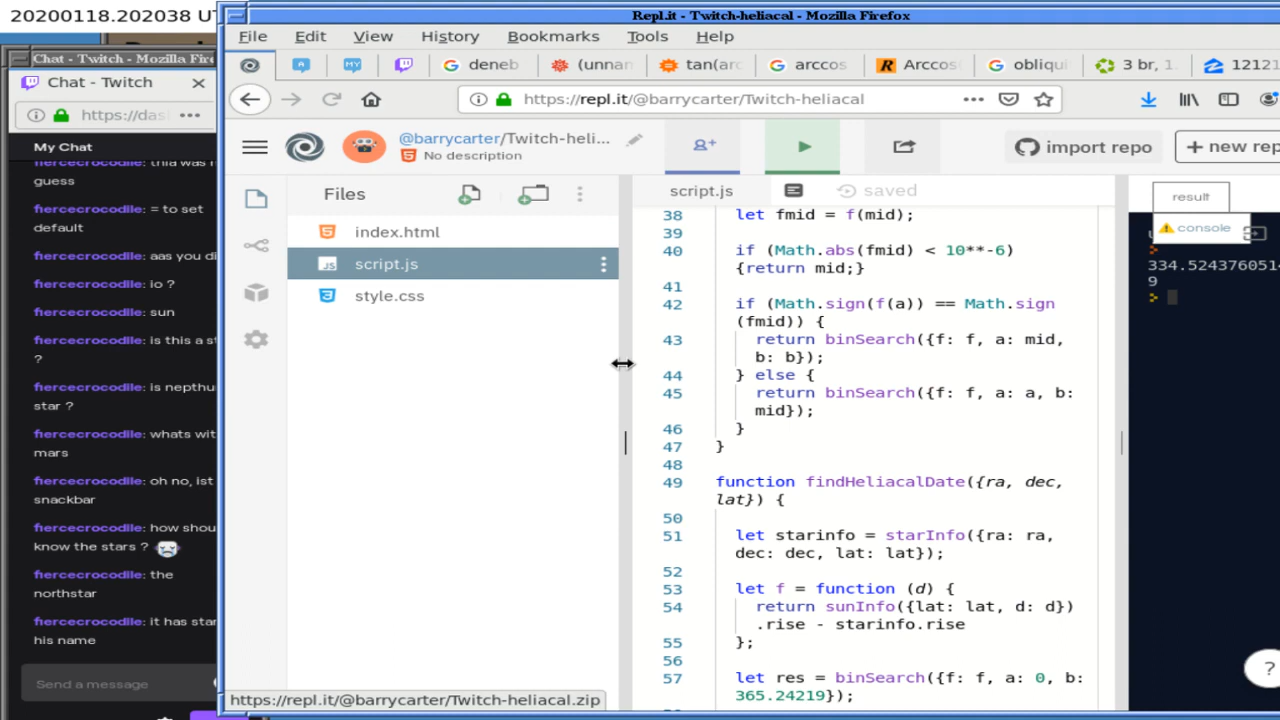 20200118.202038 U
Repl.it - Twitch-heliacal - Mozilla Firefox
File Edit View History Bookmarks Tools Help
Chat - Twitch - Mozilla Fire
Chat - Twitch
deneb
(unnan
tan(arc
arccos
Arccos
obliqui
3 br, 1.
12121
https://das
https://repl.it/@barrycarter/Twitch-heliacal
My Chat
@barrycarter/Twitch-heli...
No description
import repo
+ new rep
fiercecrocodile: this was
guess
fiercecrocodile: = to set
default
fiercecrocodile: aas you di
fiercecrocodile: io ?
fiercecrocodile: sun
fiercecrocodile: is this a st
?
fiercecrocodile: is nepthu
star ?
fiercecrocodile: whats wit
mars
fiercecrocodile: oh no, ist
snackbar
fiercecrocodile: how shou
know the stars ?
fiercecrocodile: the
northstar
fiercecrocodile: it has star
his name
Send a message
Files
index.html
script.js
style.css
script.js
saved
38 let fmid = f(mid);
39
40 if (Math.abs(fmid) < 10**-6)
{return mid;}
41
42 if (Math.sign(f(a)) == Math.sign
(fmid)) {
43 return binSearch({f: f, a: mid,
b: b});
44 } else {
45 return binSearch({f: f, a: a, b:
mid});
46 }
47 }
48
49 function findHeliacalDate({ra, dec,
lat}) {
50
51 let starinfo = starInfo({ra: ra,
dec: dec, lat: lat});
52
53 let f = function (d) {
54 return sunInfo({lat: lat, d: d})
.rise - starinfo.rise
55 };
56
57 let res = binSearch({f: f, a: 0, b:
365.24219});
result
console
334.524376051
9
?
https://repl.it/@barrycarter/Twitch-heliacal.zip